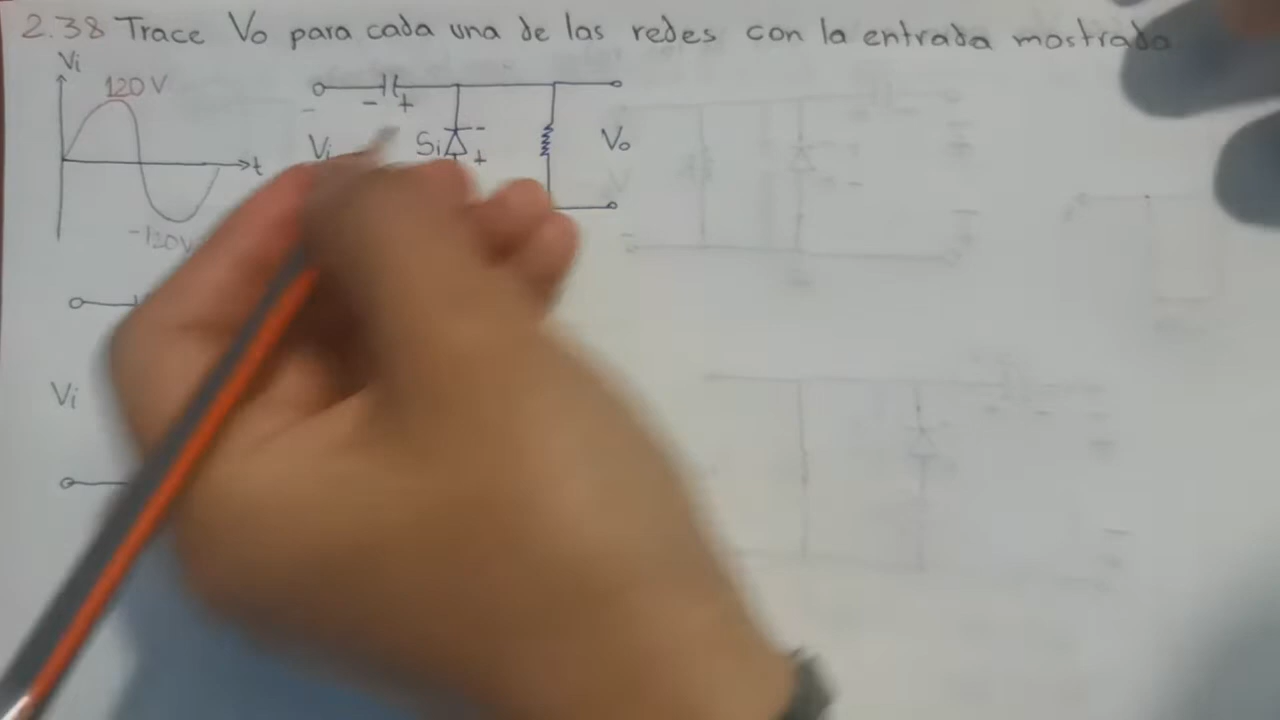 2.38 Trace Vo para cada una de las redes con la entrada mostrada
Vi
120 V
t
-120V
- +
-
Vi
Si
-
+
Vo
Vi